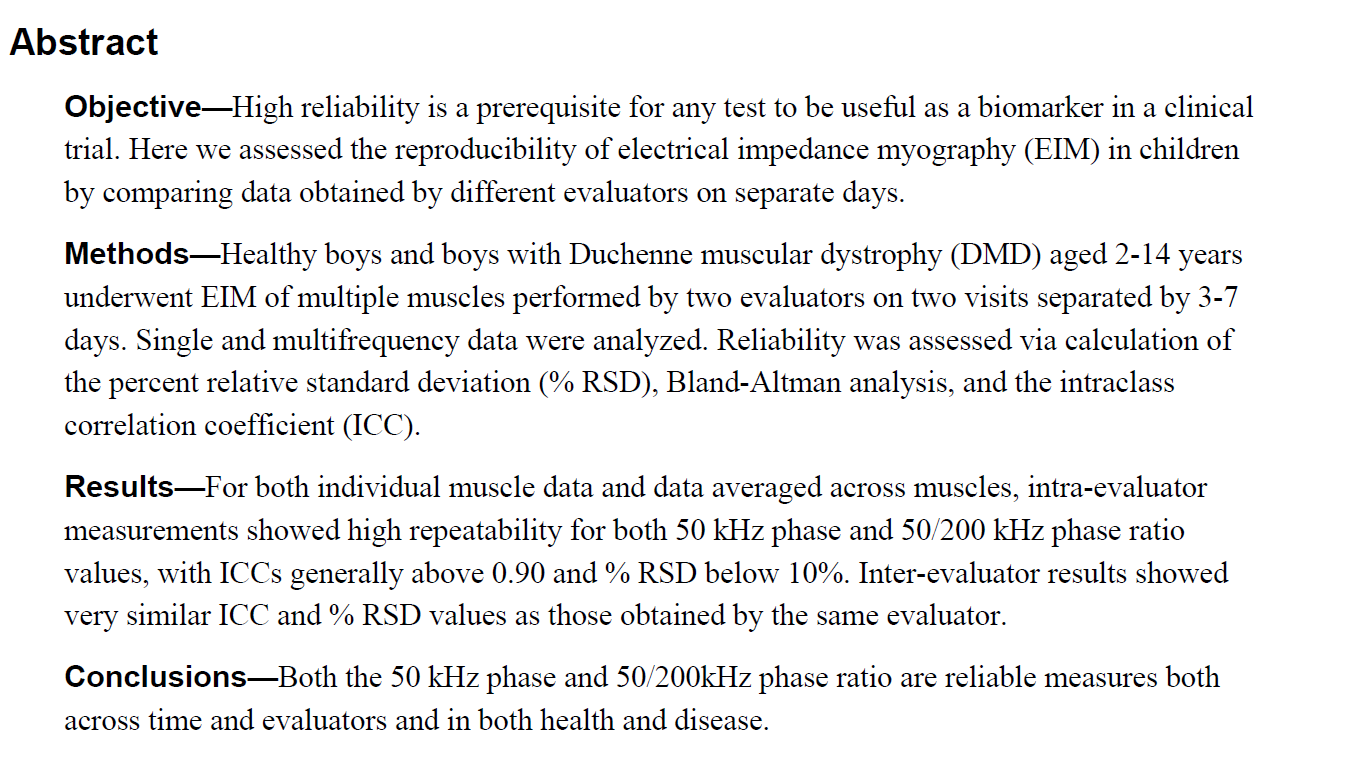 Abstract
Objective—High reliability is a prerequisite for any test to be useful as a biomarker in a clinical
trial. Here we assessed the reproducibility of electrical impedance myography (EIM) in children
by comparing data obtained by different evaluators on separate days.
Methods—Healthy boys and boys with Duchenne muscular dystrophy (DMD) aged 2-14 years
underwent EIM of multiple muscles performed by two evaluators on two visits separated by 3-7
days. Single and multifrequency data were analyzed. Reliability was assessed via calculation of
the percent relative standard deviation (% RSD), Bland-Altman analysis, and the intraclass
correlation coefficient (ICC).
Results—For both individual muscle data and data averaged across muscles, intra-evaluator
measurements showed high repeatability for both 50 kHz phase and 50/200 kHz phase ratio
values, with ICCs generally above 0.90 and % RSD below 10%. Inter-evaluator results showed
very similar ICC and % RSD values as those obtained by the same evaluator.
Conclusions—Both the 50 kHz phase and 50/200kHz phase ratio are reliable measures both
across time and evaluators and in both health and disease.